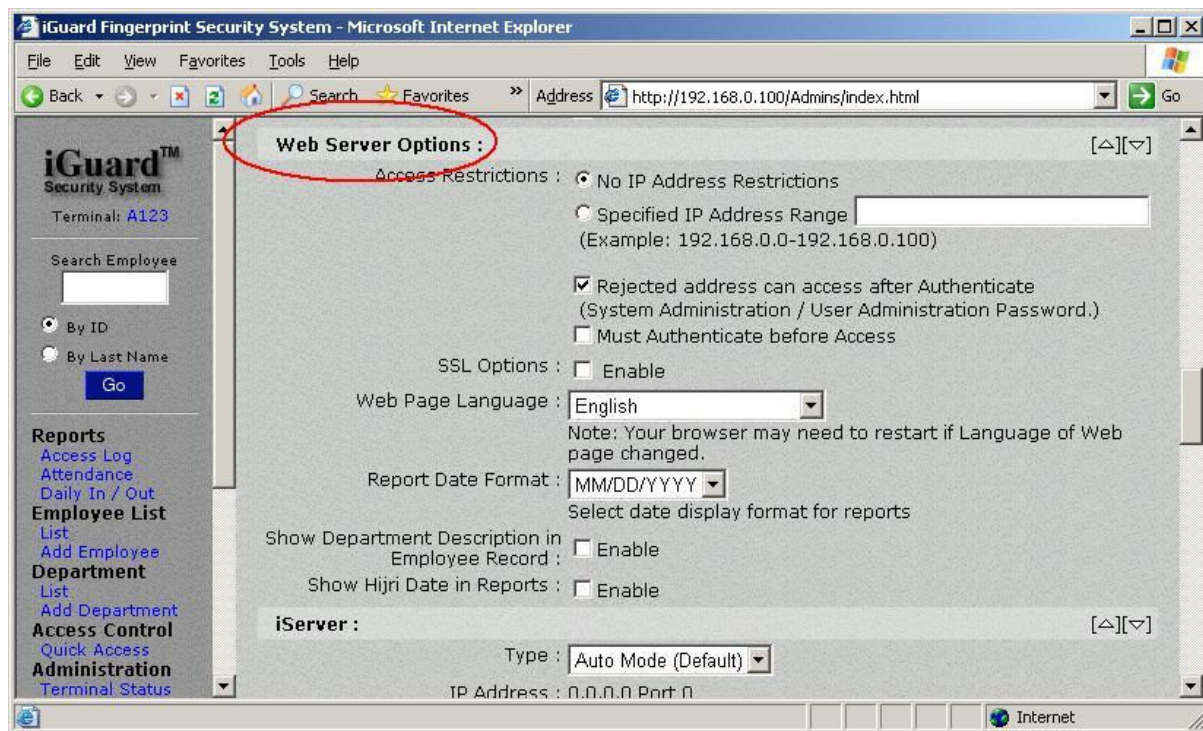 iGuard Fingerprint Security System - Microsoft Internet Explorer
File Edit View Favorites Tools Help
Back Search Favorites » Address http://192.168.0.100/Admins/index.html Go
iGuard™
Security System
Terminal: A123
Search Employee
By ID
By Last Name
Go
Reports
Access Log
Attendance
Daily In / Out
Employee List
List
Add Employee
Department
List
Add Department
Access Control
Quick Access
Administration
Terminal Status
Web Server Options :
Access Restrictions : No IP Address Restrictions
Specified IP Address Range
(Example: 192.168.0.0-192.168.0.100)
Rejected address can access after Authenticate
(System Administration / User Administration Password.)
Must Authenticate before Access
SSL Options : Enable
Web Page Language : English
Note: Your browser may need to restart if Language of Web
page changed.
Report Date Format : MM/DD/YYYY
Select date display format for reports
Show Department Description in
Employee Record : Enable
Show Hijri Date in Reports : Enable
iServer :
Type : Auto Mode (Default)
IP Address : 0.0.0.0 Port 0
Internet